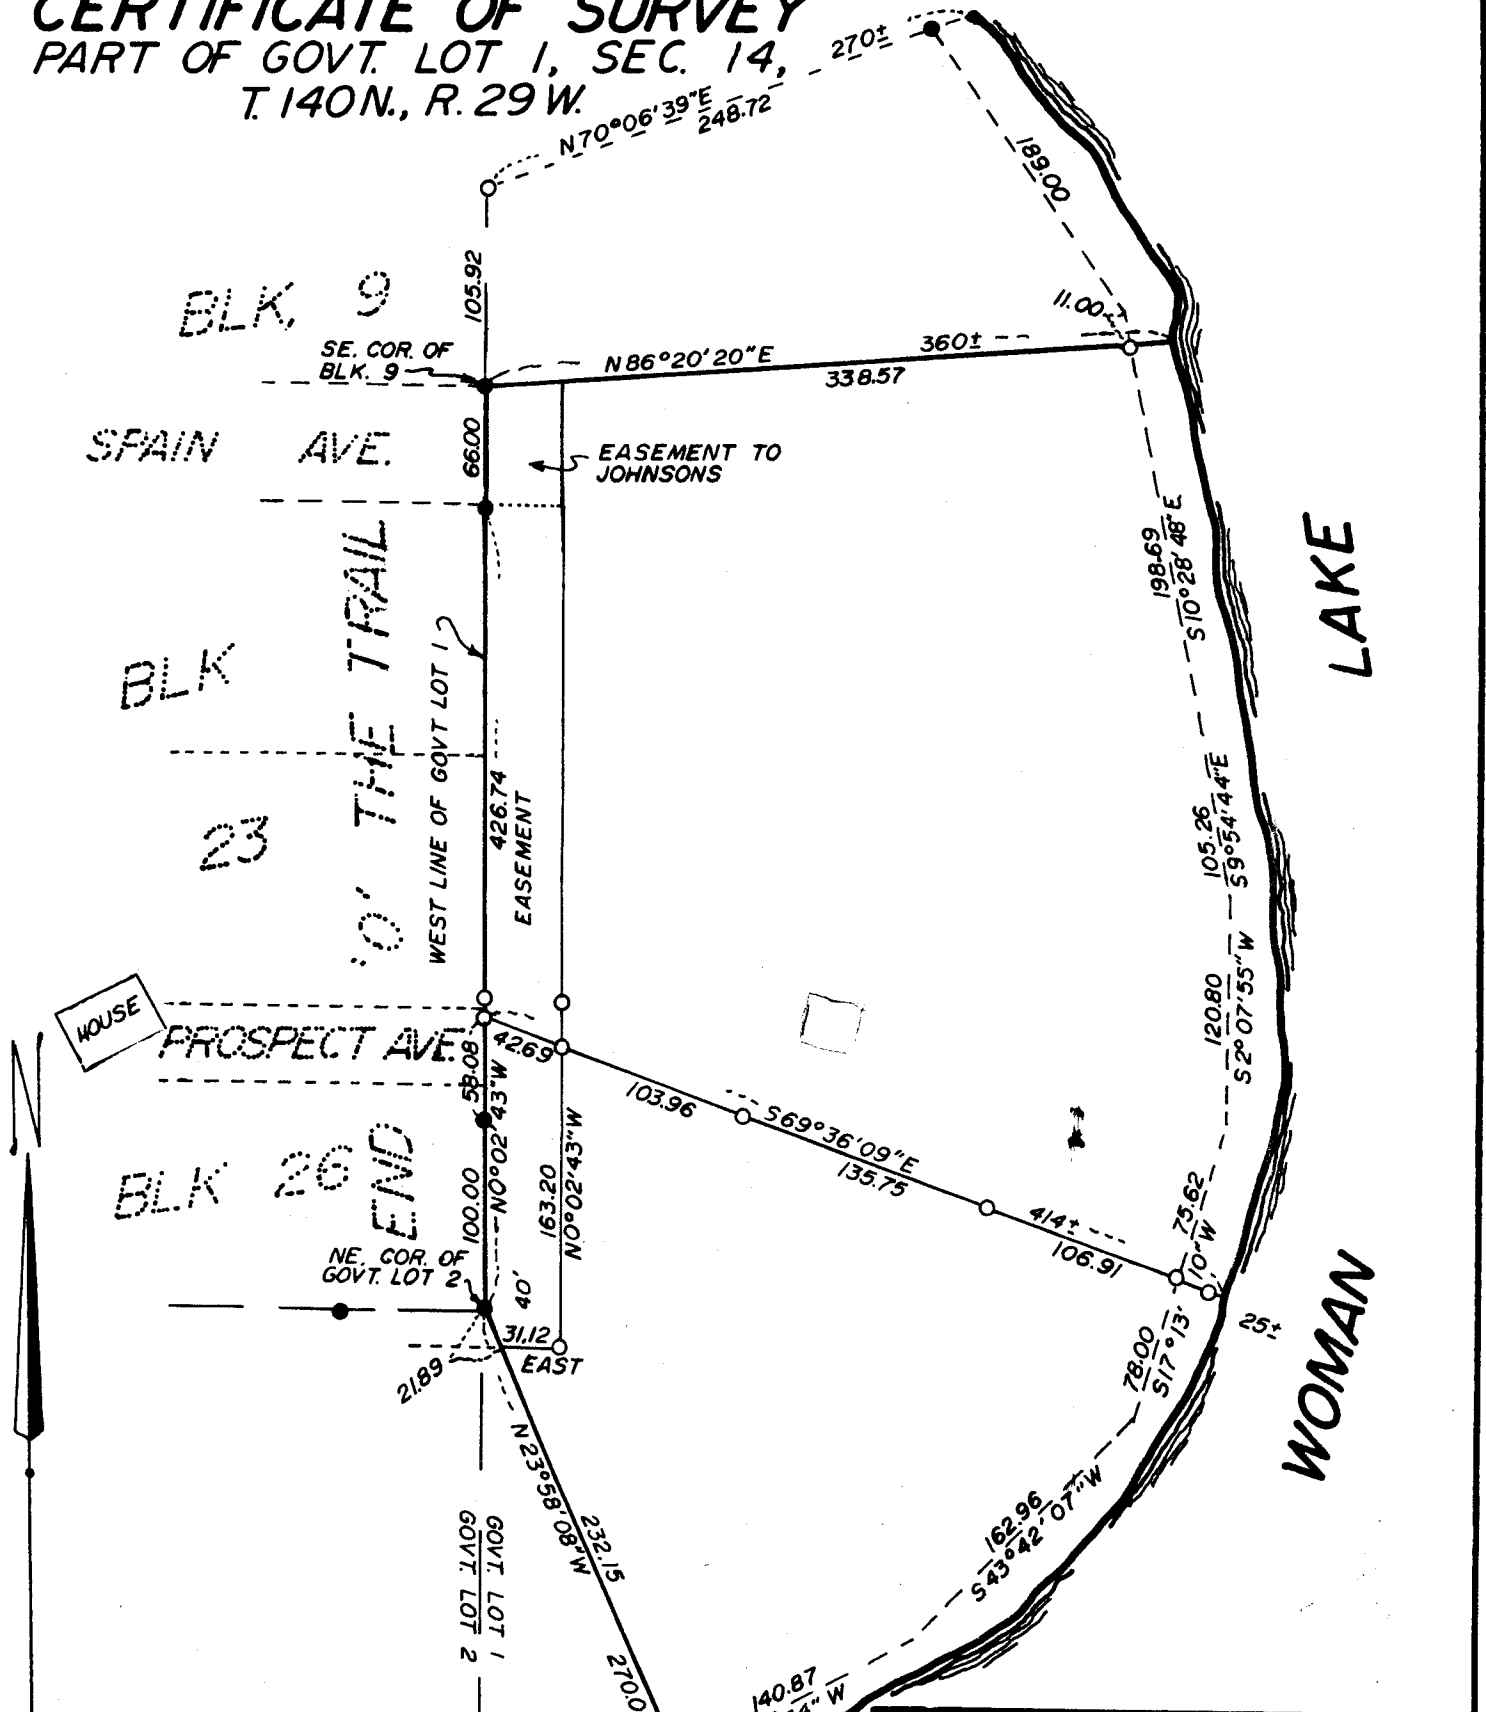 CERTIFICATE OF SURVEY
PART OF GOVT. LOT 1, SEC. 14,
T. 140 N., R. 29 W.
270±
N70°06'39"E
248.72
189.00
105.92
BLK. 9
11.00
SE. COR. OF
BLK. 9
N86°20'20"E
360±
338.57
SPAIN AVE.
66.00
EASEMENT TO
JOHNSONS
198.69
S10°28'48"E
LAKE
'O' THE TRAIL
WEST LINE OF GOVT LOT 1
BLK
23
426.74
EASEMENT
105.26
S9°54'44"E
120.80
S2°07'55"W
HOUSE
PROSPECT AVE.
N
58.08
42.69
N0°02'43"W
103.96
S69°36'09"E
135.75
BLK 26
END
100.00
163.20
N0°02'43"W
414±
106.91
75.62
10"W
NE. COR. OF
GOVT. LOT 2
40'
31.12
EAST
21.89
25±
78.00
S17°13'
WOMAN
N23°58'08"W
232.15
162.96
S43°42'07"W
GOVT. LOT 1
GOVT. LOT 2
270.0
140.87
" W